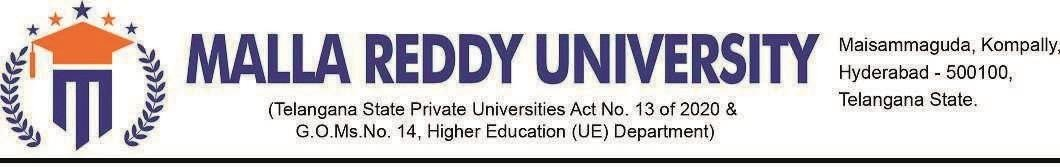 MALLA REDDY UNIVERSITY
(Telangana State Private Universities Act No. 13 of 2020 &
G.O.Ms.No. 14, Higher Education (UE) Department)
Maisammaguda, Kompally,
Hyderabad - 500100,
Telangana State.